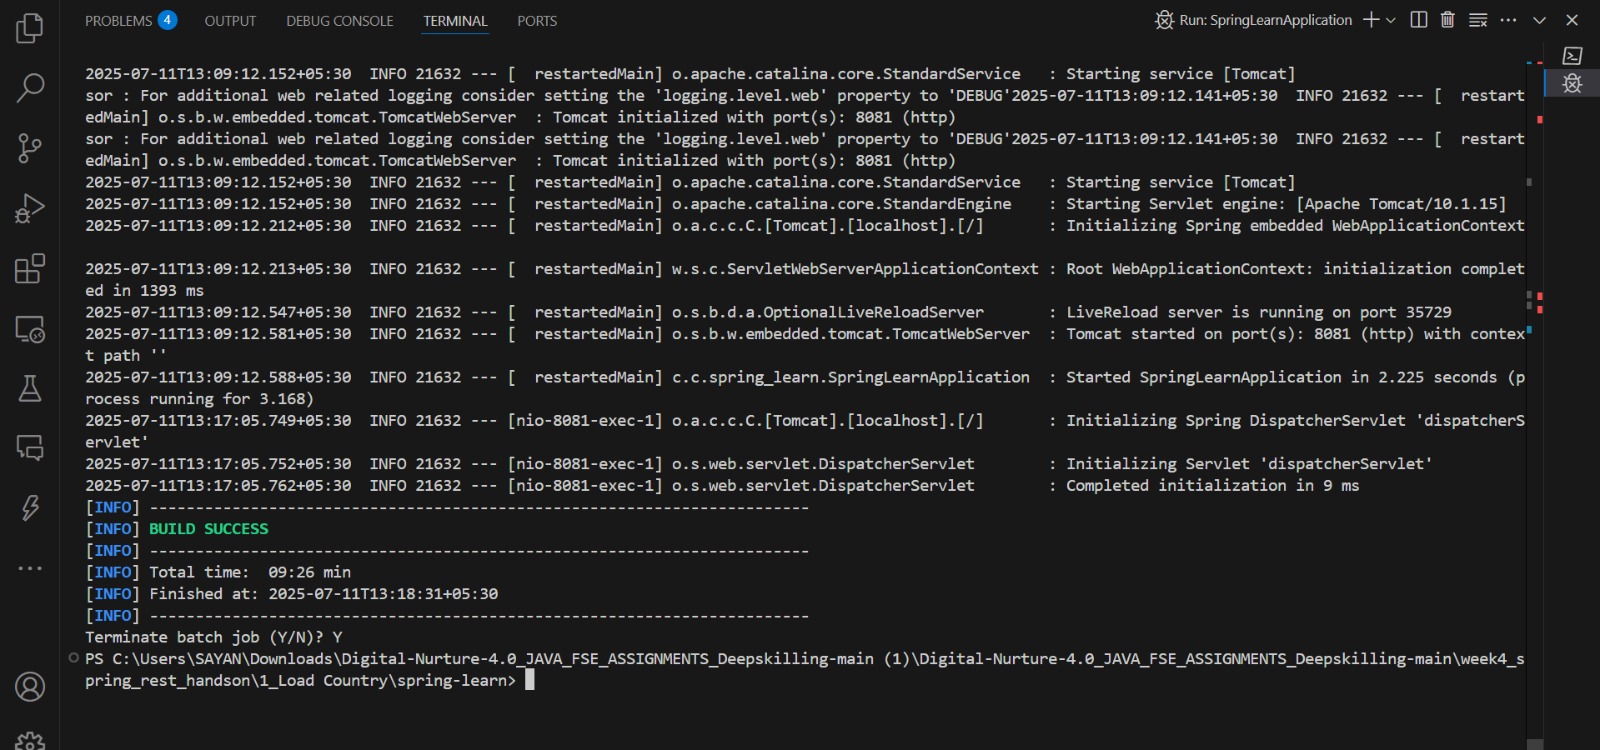 PROBLEMS 4 OUTPUT DEBUG CONSOLE TERMINAL PORTS Run: SpringLearnApplication
2025-07-11T13:09:12.152+05:30  INFO 21632 --- [  restartedMain] o.apache.catalina.core.StandardService   : Starting service [Tomcat]
sor : For additional web related logging consider setting the 'logging.level.web' property to 'DEBUG'2025-07-11T13:09:12.141+05:30  INFO 21632 --- [  restart
edMain] o.s.b.w.embedded.tomcat.TomcatWebServer  : Tomcat initialized with port(s): 8081 (http)
sor : For additional web related logging consider setting the 'logging.level.web' property to 'DEBUG'2025-07-11T13:09:12.141+05:30  INFO 21632 --- [  restart
edMain] o.s.b.w.embedded.tomcat.TomcatWebServer  : Tomcat initialized with port(s): 8081 (http)
2025-07-11T13:09:12.152+05:30  INFO 21632 --- [  restartedMain] o.apache.catalina.core.StandardService   : Starting service [Tomcat]
2025-07-11T13:09:12.152+05:30  INFO 21632 --- [  restartedMain] o.apache.catalina.core.StandardEngine    : Starting Servlet engine: [Apache Tomcat/10.1.15]
2025-07-11T13:09:12.212+05:30  INFO 21632 --- [  restartedMain] o.a.c.c.C.[Tomcat].[localhost].[/]       : Initializing Spring embedded WebApplicationContext
2025-07-11T13:09:12.213+05:30  INFO 21632 --- [  restartedMain] w.s.c.ServletWebServerApplicationContext : Root WebApplicationContext: initialization complet
ed in 1393 ms
2025-07-11T13:09:12.547+05:30  INFO 21632 --- [  restartedMain] o.s.b.d.a.OptionalLiveReloadServer       : LiveReload server is running on port 35729
2025-07-11T13:09:12.581+05:30  INFO 21632 --- [  restartedMain] o.s.b.w.embedded.tomcat.TomcatWebServer  : Tomcat started on port(s): 8081 (http) with contex
t path ''
2025-07-11T13:09:12.588+05:30  INFO 21632 --- [  restartedMain] c.c.spring_learn.SpringLearnApplication  : Started SpringLearnApplication in 2.225 seconds (p
rocess running for 3.168)
2025-07-11T13:17:05.749+05:30  INFO 21632 --- [nio-8081-exec-1] o.a.c.c.C.[Tomcat].[localhost].[/]       : Initializing Spring DispatcherServlet 'dispatcherS
ervlet'
2025-07-11T13:17:05.752+05:30  INFO 21632 --- [nio-8081-exec-1] o.s.web.servlet.DispatcherServlet        : Initializing Servlet 'dispatcherServlet'
2025-07-11T13:17:05.762+05:30  INFO 21632 --- [nio-8081-exec-1] o.s.web.servlet.DispatcherServlet        : Completed initialization in 9 ms
[INFO] ------------------------------------------------------------------------
[INFO] BUILD SUCCESS
[INFO] ------------------------------------------------------------------------
[INFO] Total time:  09:26 min
[INFO] Finished at: 2025-07-11T13:18:31+05:30
[INFO] ------------------------------------------------------------------------
Terminate batch job (Y/N)? Y
PS C:\Users\SAYAN\Downloads\Digital-Nurture-4.0_JAVA_FSE_ASSIGNMENTS_Deepskilling-main (1)\Digital-Nurture-4.0_JAVA_FSE_ASSIGNMENTS_Deepskilling-main\week4_s
pring_rest_handson\1_Load Country\spring-learn>